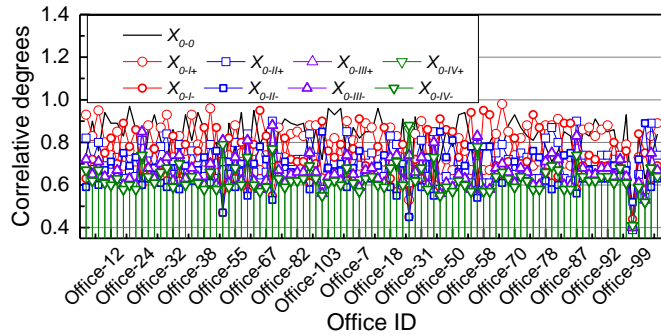 1.4
1.2
1.0
0.8
0.6
0.4
Correlative degrees
X0-0
X0-I+ X0-II+ X0-III+ X0-IV+
X0-I- X0-II- X0-III- X0-IV-
Office-12 Office-24 Office-32 Office-38 Office-55 Office-67 Office-82 Office-103 Office-7 Office-18 Office-31 Office-50 Office-58 Office-70 Office-78 Office-87 Office-92 Office-99
Office ID